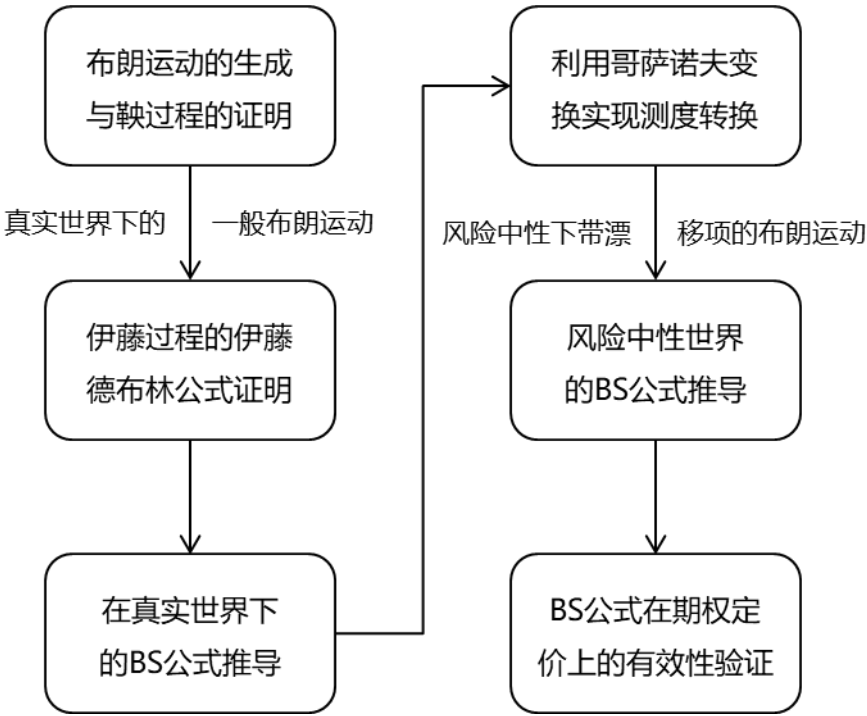 布朗运动的生成
与鞅过程的证明
真实世界下的
一般布朗运动
伊藤过程的伊藤
德布林公式证明
在真实世界下
的BS公式推导
利用哥萨诺夫变
换实现测度转换
风险中性下带漂
移项的布朗运动
风险中性世界
的BS公式推导
BS公式在期权定
价上的有效性验证